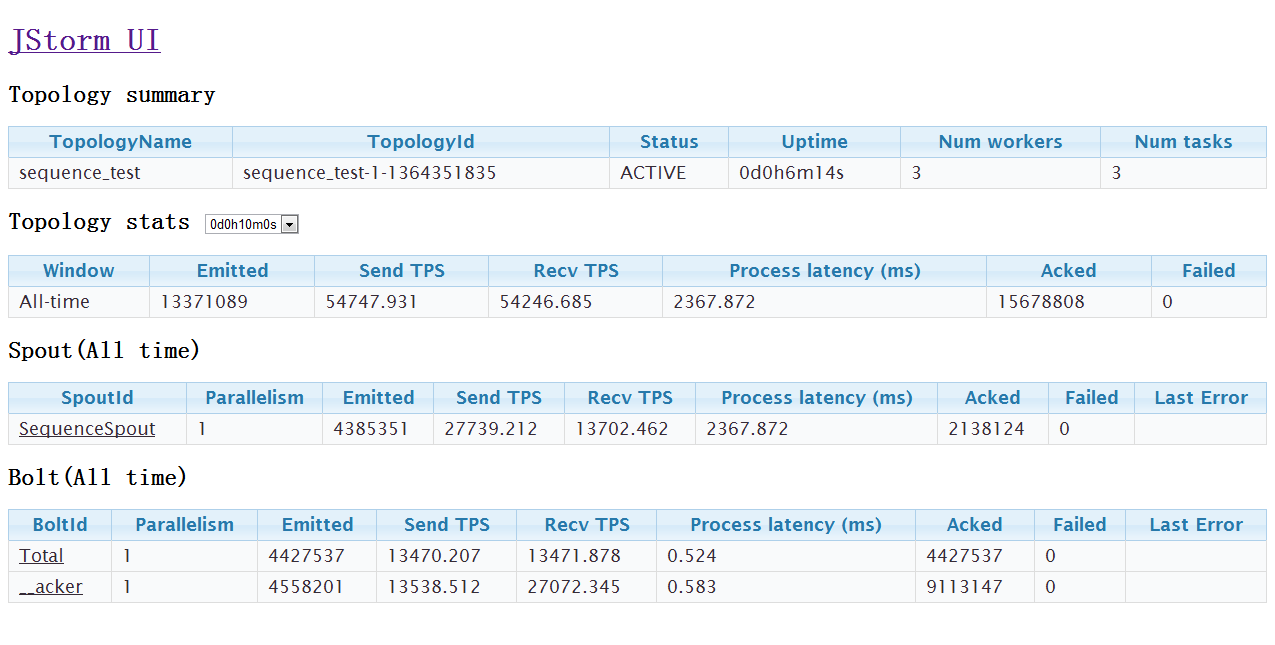 JStorm UI
Topology summary
TopologyName TopologyId Status Uptime Num workers Num tasks
sequence_test sequence_test-1-1364351835 ACTIVE 0d0h6m14s 3 3
Topology stats 0d0h10m0s
Window Emitted Send TPS Recv TPS Process latency (ms) Acked Failed
All-time 13371089 54747.931 54246.685 2367.872 15678808 0
Spout(All time)
SpoutId Parallelism Emitted Send TPS Recv TPS Process latency (ms) Acked Failed Last Error
SequenceSpout 1 4385351 27739.212 13702.462 2367.872 2138124 0
Bolt(All time)
BoltId Parallelism Emitted Send TPS Recv TPS Process latency (ms) Acked Failed Last Error
Total 1 4427537 13470.207 13471.878 0.524 4427537 0
__acker 1 4558201 13538.512 27072.345 0.583 9113147 0